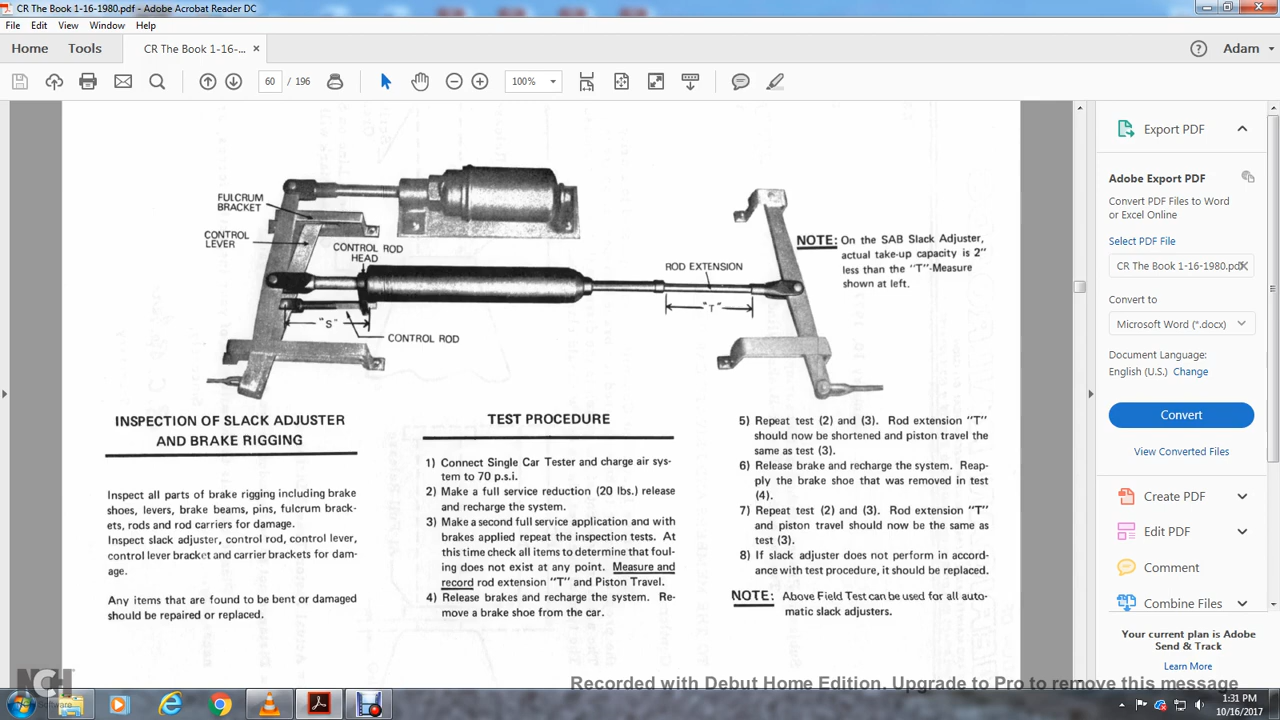 CR The Book 1-16-1980.pdf - Adobe Acrobat Reader DC
File Edit View Window Help
Home Tools CR The Book 1-16-... × Adam
60 / 196 100%
FULCRUM
BRACKET
CONTROL
LEVER
CONTROL ROD
HEAD
ROD EXTENSION
"T"
"S"
CONTROL ROD
NOTE: On the SAB Slack Adjuster,
actual take-up capacity is 2"
less than the "T"-Measure
shown at left.
INSPECTION OF SLACK ADJUSTER
AND BRAKE RIGGING
Inspect all parts of brake rigging including brake
shoes, levers, brake beams, pins, fulcrum brack-
ets, rods and rod carriers for damage.
Inspect slack adjuster, control rod, control lever,
control lever bracket and carrier brackets for dam-
age.
Any items that are found to be bent or damaged
should be repaired or replaced.
TEST PROCEDURE
1) Connect Single Car Tester and charge air sys-
tem to 70 p.s.i.
2) Make a full service reduction (20 lbs.) release
and recharge the system.
3) Make a second full service application and with
brakes applied repeat the inspection tests. At
this time check all items to determine that foul-
ing does not exist at any point. Measure and
record rod extension "T" and Piston Travel.
4) Release brakes and recharge the system. Re-
move a brake shoe from the car.
5) Repeat test (2) and (3). Rod extension "T"
should now be shortened and piston travel the
same as test (3).
6) Release brake and recharge the system. Reap-
ply the brake shoe that was removed in test
(4).
7) Repeat test (2) and (3). Rod extension "T"
and piston travel should now be the same as
test (3).
8) If slack adjuster does not perform in accord-
ance with test procedure, it should be replaced.
NOTE: Above Field Test can be used for all auto-
matic slack adjusters.
Export PDF
Adobe Export PDF
Convert PDF Files to Word
or Excel Online
Select PDF File
CR The Book 1-16-1980.pdf
Convert to
Microsoft Word (*.docx)
Document Language:
English (U.S.) Change
Convert
View Converted Files
Create PDF
Edit PDF
Comment
Combine Files
Your current plan is Adobe
Send & Track
Learn More
NCH
Software
Recorded with Debut Home Edition. Upgrade to Pro to remove this message
1:31 PM
10/16/2017